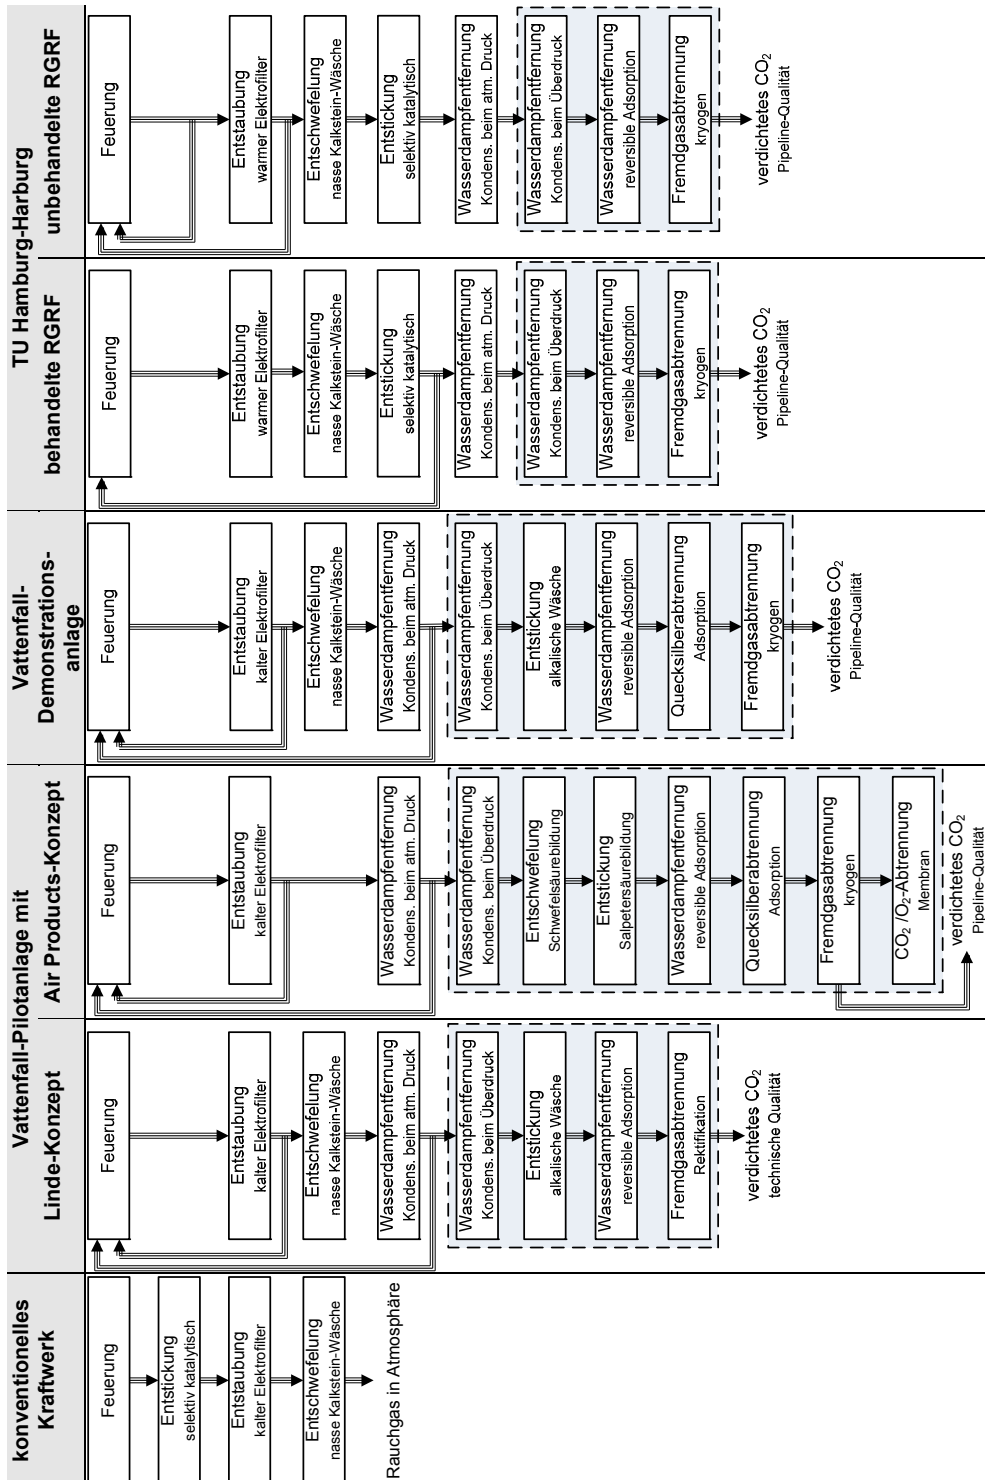 konventionelles
Kraftwerk
Feuerung
Entstickung
selektiv katalytisch
Entstaubung
kalter Elektrofilter
Entschwefelung
nasse Kalkstein-Wäsche
Rauchgas in Atmosphäre
Vattenfall-Pilotanlage mit
Linde-Konzept
Feuerung
Entstaubung
kalter Elektrofilter
Entschwefelung
nasse Kalkstein-Wäsche
Wasserdampfentfernung
Kondens. beim atm. Druck
Wasserdampfentfernung
Kondens. beim Überdruck
Entstickung
alkalische Wäsche
Wasserdampfentfernung
reversible Adsorption
Fremdgasabtrennung
Rektifikation
verdichtetes CO₂
technische Qualität
Air Products-Konzept
Feuerung
Entstaubung
kalter Elektrofilter
Wasserdampfentfernung
Kondens. beim atm. Druck
Wasserdampfentfernung
Kondens. beim Überdruck
Entschwefelung
Schwefelsäurebildung
Entstickung
Salpetersäurebildung
Wasserdampfentfernung
reversible Adsorption
Quecksilberabtrennung
Adsorption
Fremdgasabtrennung
kryogen
CO₂ /O₂-Abtrennung
Membran
verdichtetes CO₂
Pipeline-Qualität
Vattenfall-
Demonstrations-
anlage
Feuerung
Entstaubung
kalter Elektrofilter
Entschwefelung
nasse Kalkstein-Wäsche
Wasserdampfentfernung
Kondens. beim atm. Druck
Wasserdampfentfernung
Kondens. beim Überdruck
Entstickung
alkalische Wäsche
Wasserdampfentfernung
reversible Adsorption
Quecksilberabtrennung
Adsorption
Fremdgasabtrennung
kryogen
verdichtetes CO₂
Pipeline-Qualität
TU Hamburg-Harburg
behandelte RGRF
Feuerung
Entstaubung
warmer Elektrofilter
Entschwefelung
nasse Kalkstein-Wäsche
Entstickung
selektiv katalytisch
Wasserdampfentfernung
Kondens. beim atm. Druck
Wasserdampfentfernung
Kondens. beim Überdruck
Wasserdampfentfernung
reversible Adsorption
Fremdgasabtrennung
kryogen
verdichtetes CO₂
Pipeline-Qualität
unbehandelte RGRF
Feuerung
Entstaubung
warmer Elektrofilter
Entschwefelung
nasse Kalkstein-Wäsche
Entstickung
selektiv katalytisch
Wasserdampfentfernung
Kondens. beim atm. Druck
Wasserdampfentfernung
Kondens. beim Überdruck
Wasserdampfentfernung
reversible Adsorption
Fremdgasabtrennung
kryogen
verdichtetes CO₂
Pipeline-Qualität